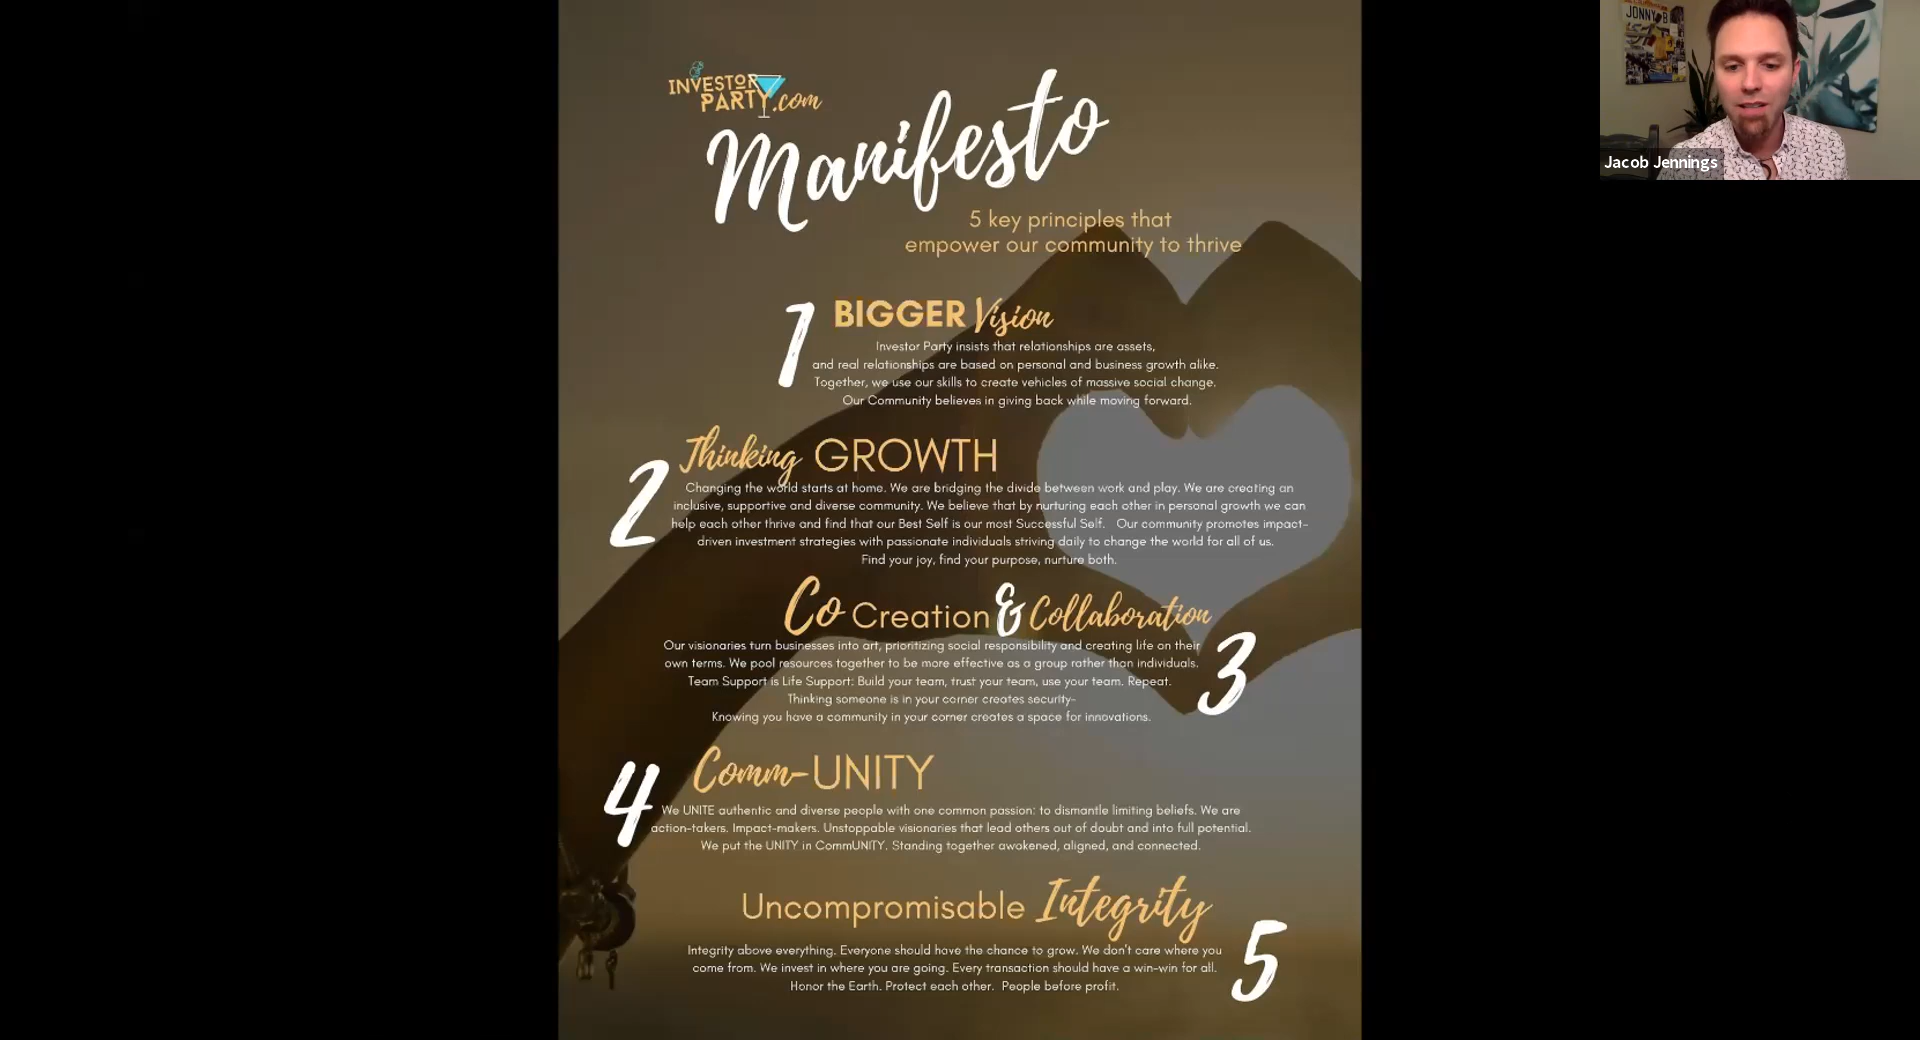 INVESTOR
PARTY.com
Manifesto
5 key principles that
empower our community to thrive
1
BIGGER Vision
Investor Party insists that relationships are assets,
and real relationships are based on personal and business growth alike.
Together, we use our skills to create vehicles of massive social change.
Our Community believes in giving back while moving forward.
2
Thinking GROWTH
Changing the world starts at home. We are bridging the divide between work and play. We are creating an
inclusive, supportive and diverse community. We believe that by nurturing each other in personal growth we can
help each other thrive and find that our Best Self is our most Successful Self. Our community promotes impact-
driven investment strategies with passionate individuals striving daily to change the world for all of us.
Find your joy, find your purpose, nurture both.
Co Creation & Collaboration
3
Our visionaries turn businesses into art, prioritizing social responsibility and creating life on their
own terms. We pool resources together to be more effective as a group rather than individuals.
Team Support is Life Support: Build your team, trust your team, use your team. Repeat.
Thinking someone is in your corner creates security-
Knowing you have a community in your corner creates a space for innovations.
4
Comm-UNITY
We UNITE authentic and diverse people with one common passion: to dismantle limiting beliefs. We are
action-takers. Impact-makers. Unstoppable visionaries that lead others out of doubt and into full potential.
We put the UNITY in CommUNITY. Standing together awakened, aligned, and connected.
Uncompromisable Integrity
5
Integrity above everything. Everyone should have the chance to grow. We don't care where you
come from. We invest in where you are going. Every transaction should have a win-win for all.
Honor the Earth. Protect each other. People before profit.
JONNY B
Jacob Jennings